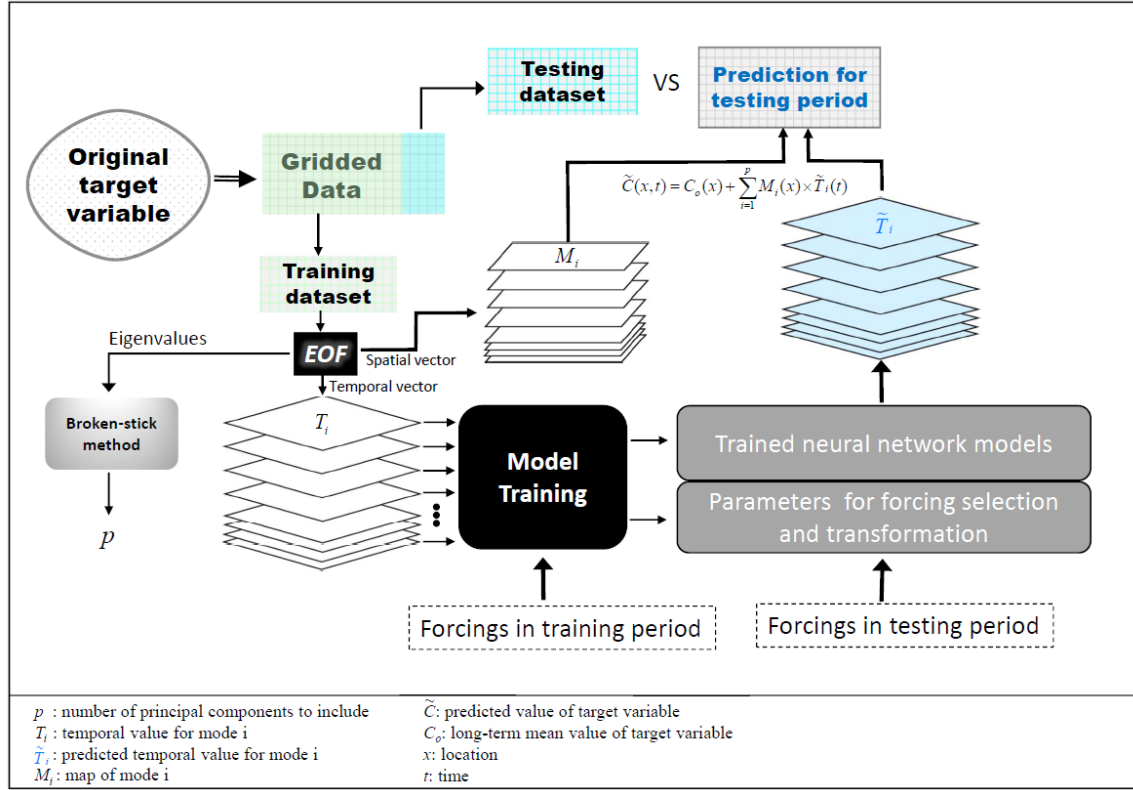 Testing
dataset
VS
Prediction for
testing period
Original
target
variable
Gridded
Data
C̃(x,t) = C_o(x) + ∑_{i=1}^{p} M_i(x) × T̃_i(t)
Training
dataset
M_i
T̃_i
Eigenvalues
EOF
Spatial vector
Temporal vector
Broken-stick
method
p
T_i
Model
Training
Trained neural network models
Parameters for forcing selection
and transformation
Forcings in training period
Forcings in testing period
p : number of principal components to include
T_i : temporal value for mode i
T̃_i : predicted temporal value for mode i
M_i : map of mode i
C̃: predicted value of target variable
C_o: long-term mean value of target variable
x: location
t: time